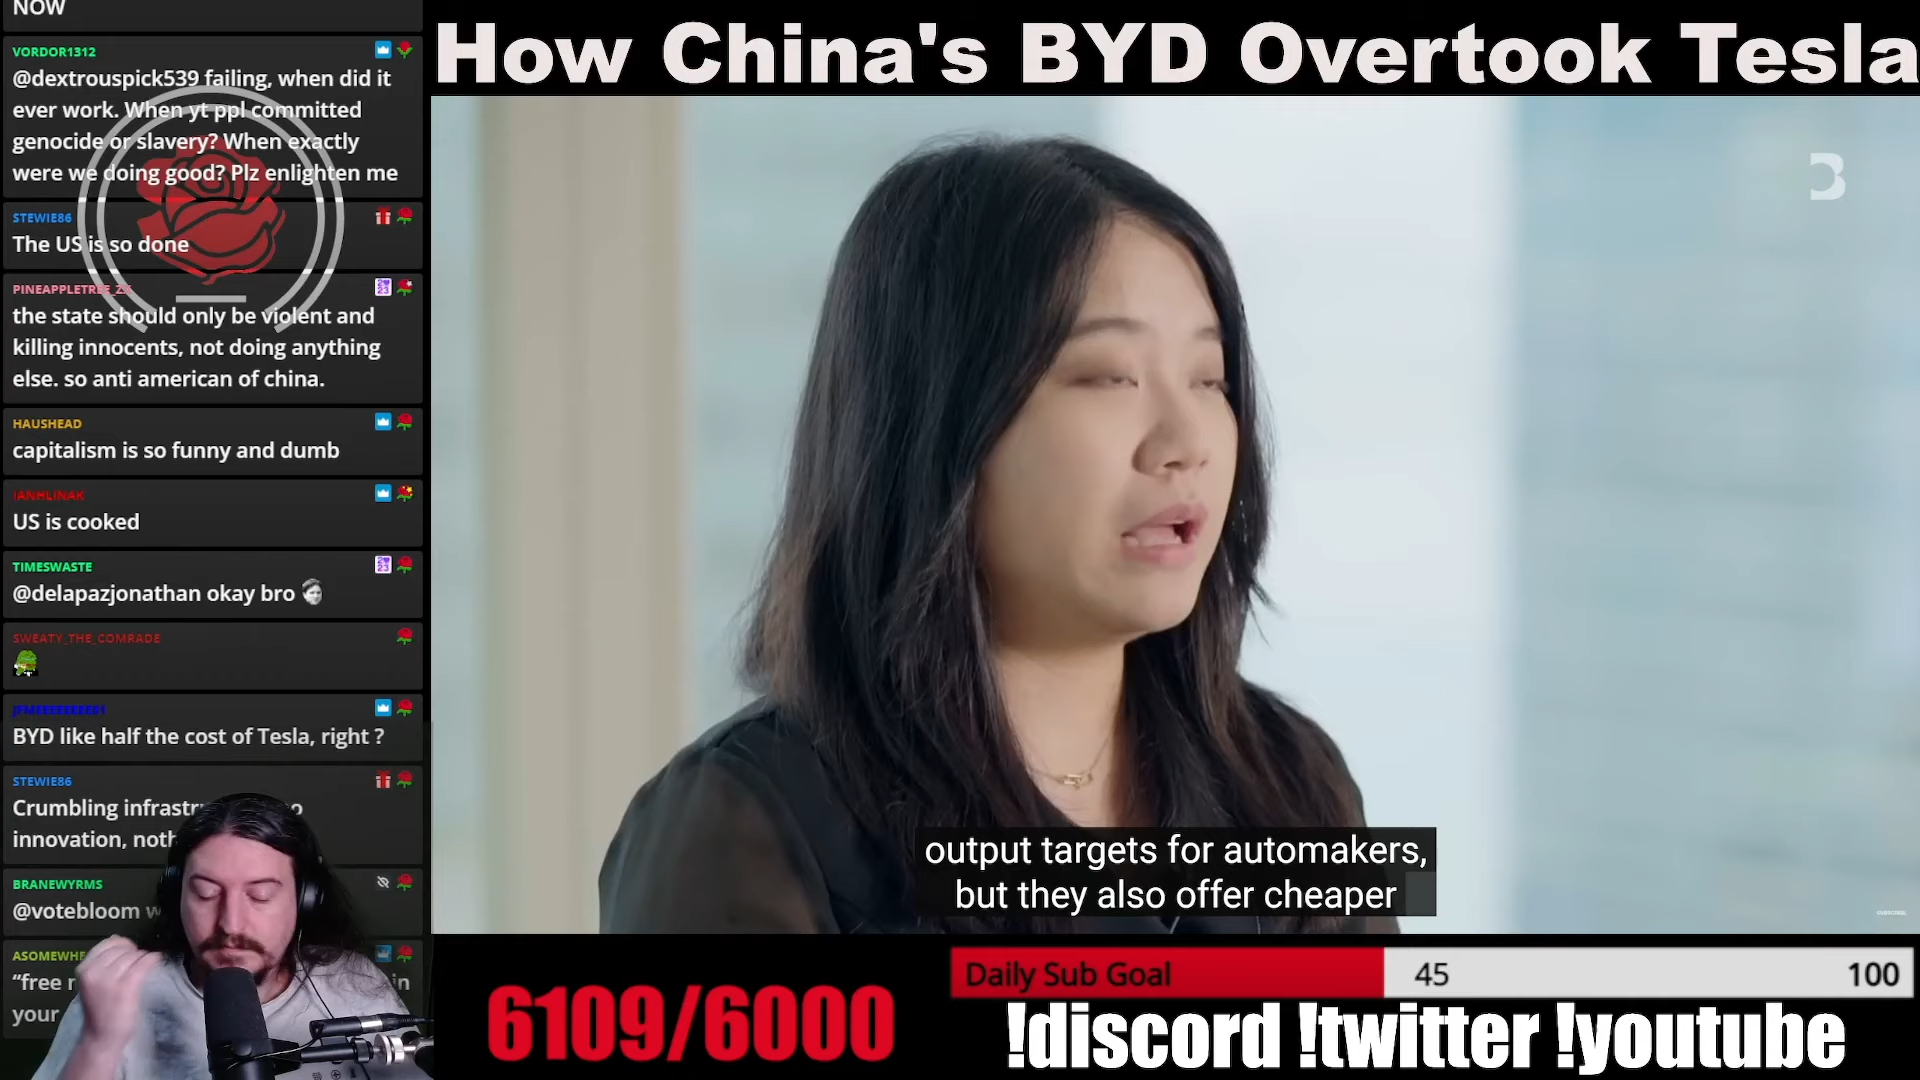 NOW
VORDOR1312
@dextrouspick539 failing, when did it
ever work. When yt ppl committed
genocide or slavery? When exactly
were we doing good? Plz enlighten me
STEWIE86
The US is so done
PINEAPPLETREE_ZX
the state should only be violent and
killing innocents, not doing anything
else. so anti american of china.
HAUSHEAD
capitalism is so funny and dumb
IANHLINAK
US is cooked
TIMESWASTE
@delapazjonathan okay bro
SWEATY_THE_COMRADE
BYD like half the cost of Tesla, right ?
STEWIE86
Crumbling
innovation,
BRANEWYRMS
@votebloom
“free
in
your
How China's BYD Overtook Tesla
output targets for automakers,
but they also offer cheaper
SUBSCRIBE
6109/6000
Daily Sub Goal 45 100
!discord !twitter !youtube